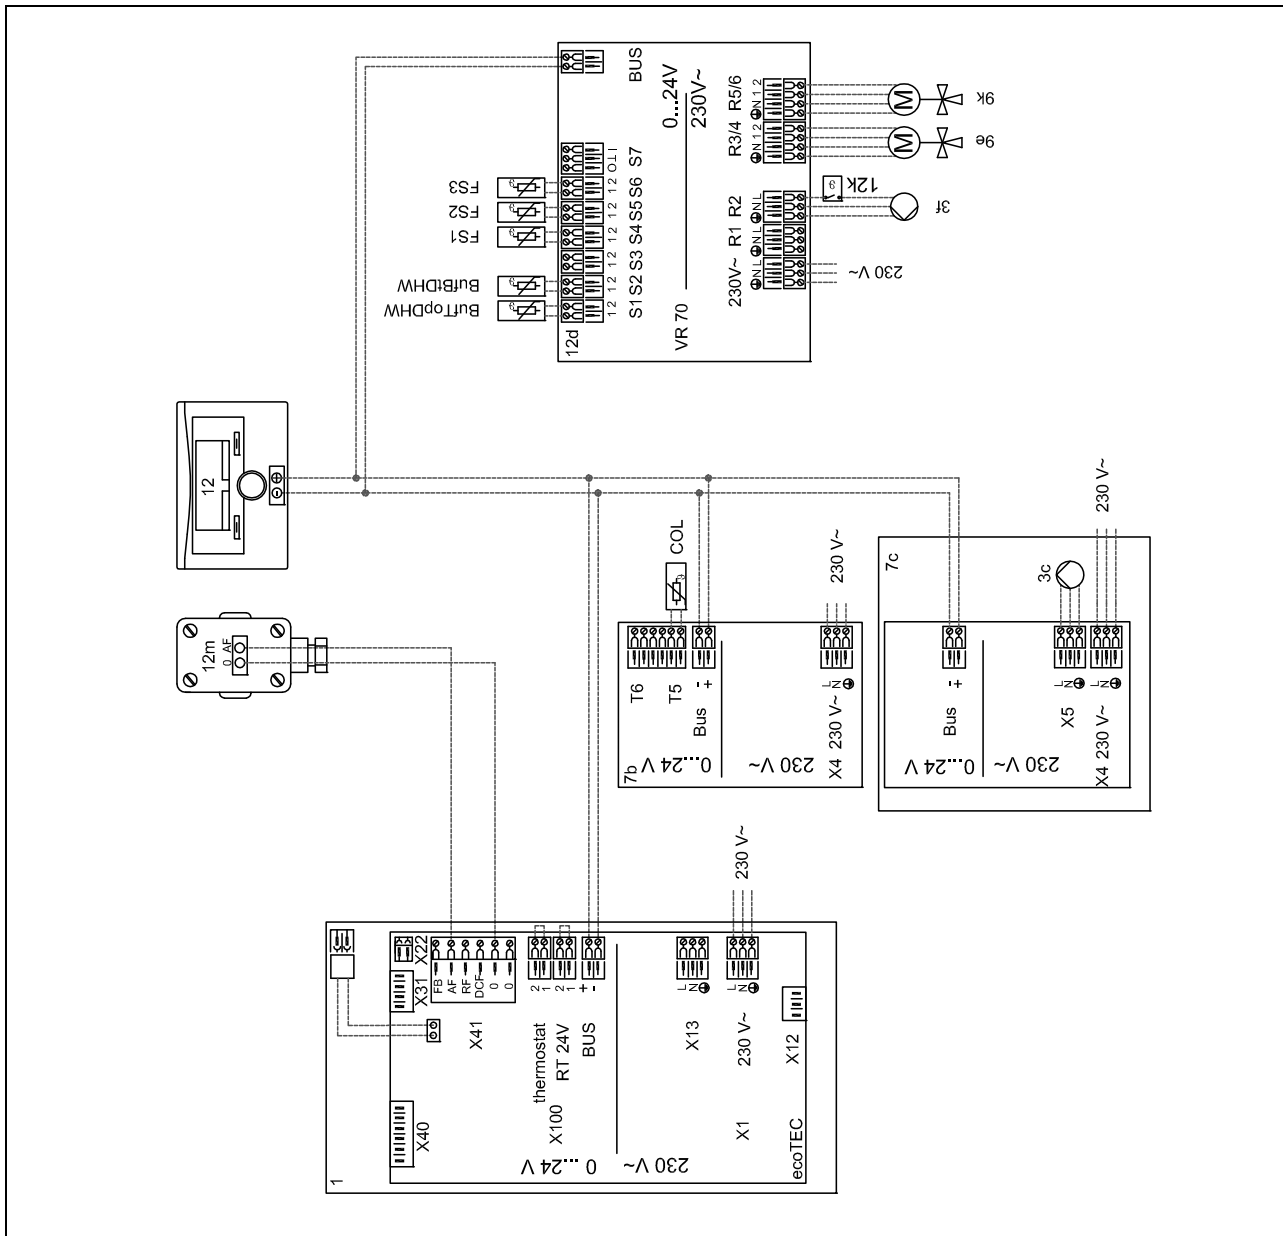 BUS
0...24V
230V~
R5/6
N 1 2
9k
R3/4
N 1 2
9e
S7
O T I
FS3
1 2
S6
FS2
1 2
S5
FS1
1 2
S4
S3
1 2
BufBtDHW
S2
1 2
BufTopDHW
S1
12d
VR 70
12k
R2
N L
3f
R1
N L
230V~
N L
230 V~
12
- +
12m
0 AF
COL
230 V~
T6
T5
- +
Bus
0...24 V
7b
230 V~
L N
X4 230 V~
7c
3c
230 V~
- +
Bus
0...24 V
230 V~
L N
X5
L N
X4 230 V~
1
X22
X31
FB
AF
RF
DCF
0
0
X41
X40
2
1
thermostat
2
1
RT 24V
+
-
BUS
X100
0...24 V
230 V~
L N
X13
L N
230 V~
230 V~
X1
X12
ecoTEC